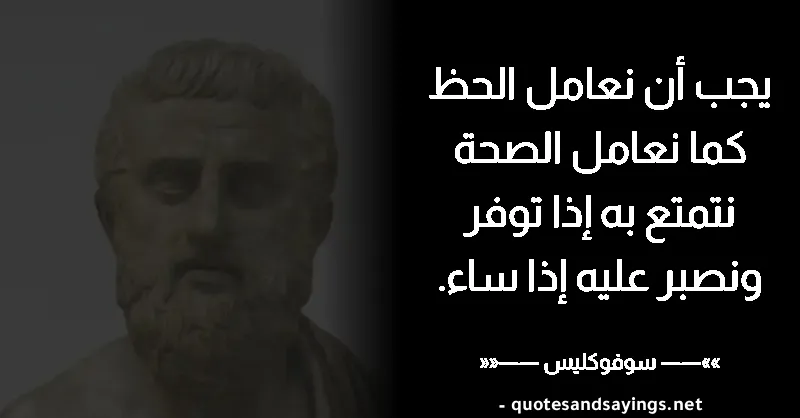 يجب أن نعامل الحظ
كما نعامل الصحة
نتمتع به إذا توفر
ونصبر عليه إذا ساء.
»»—— سوفوكليس ——««
- quotesandsayings.net